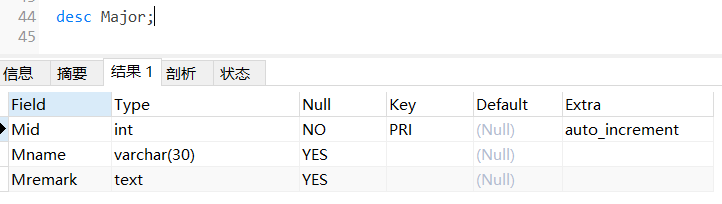 43
44 desc Major;
45
信息 摘要 结果 1 剖析 状态
Field Type Null Key Default Extra
Mid int NO PRI (Null) auto_increment
Mname varchar(30) YES (Null)
Mremark text YES (Null)